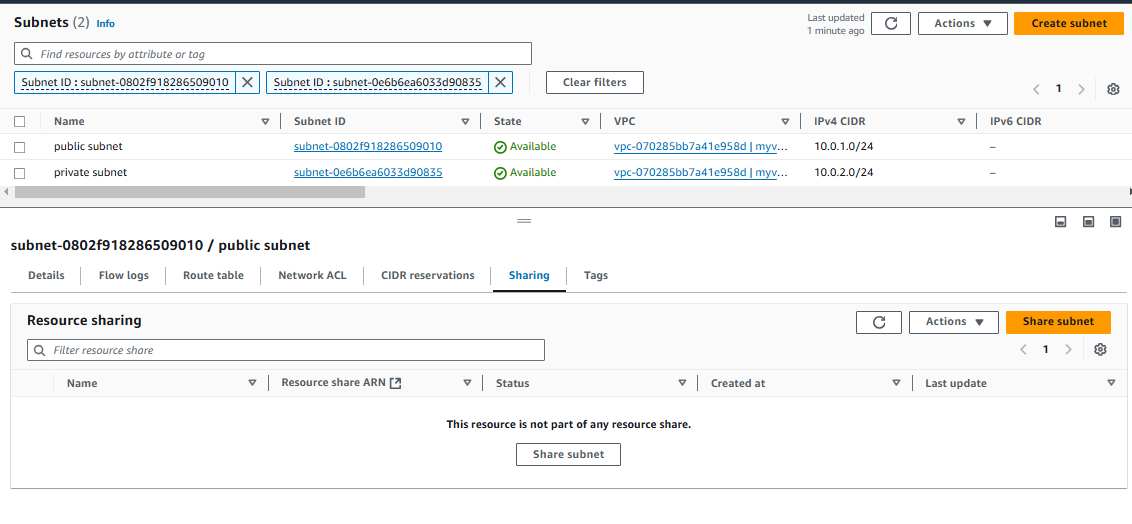 Subnets (2) Info
Last updated
1 minute ago
Actions
Create subnet
Find resources by attribute or tag
Subnet ID : subnet-0802f918286509010
Subnet ID : subnet-0e6b6ea6033d90835
Clear filters
1
Name Subnet ID State VPC IPv4 CIDR IPv6 CIDR
public subnet subnet-0802f918286509010 Available vpc-070285bb7a41e958d | myv... 10.0.1.0/24 –
private subnet subnet-0e6b6ea6033d90835 Available vpc-070285bb7a41e958d | myv... 10.0.2.0/24 –
subnet-0802f918286509010 / public subnet
Details Flow logs Route table Network ACL CIDR reservations Sharing Tags
Resource sharing
Actions
Share subnet
Filter resource share
1
Name Resource share ARN Status Created at Last update
This resource is not part of any resource share.
Share subnet